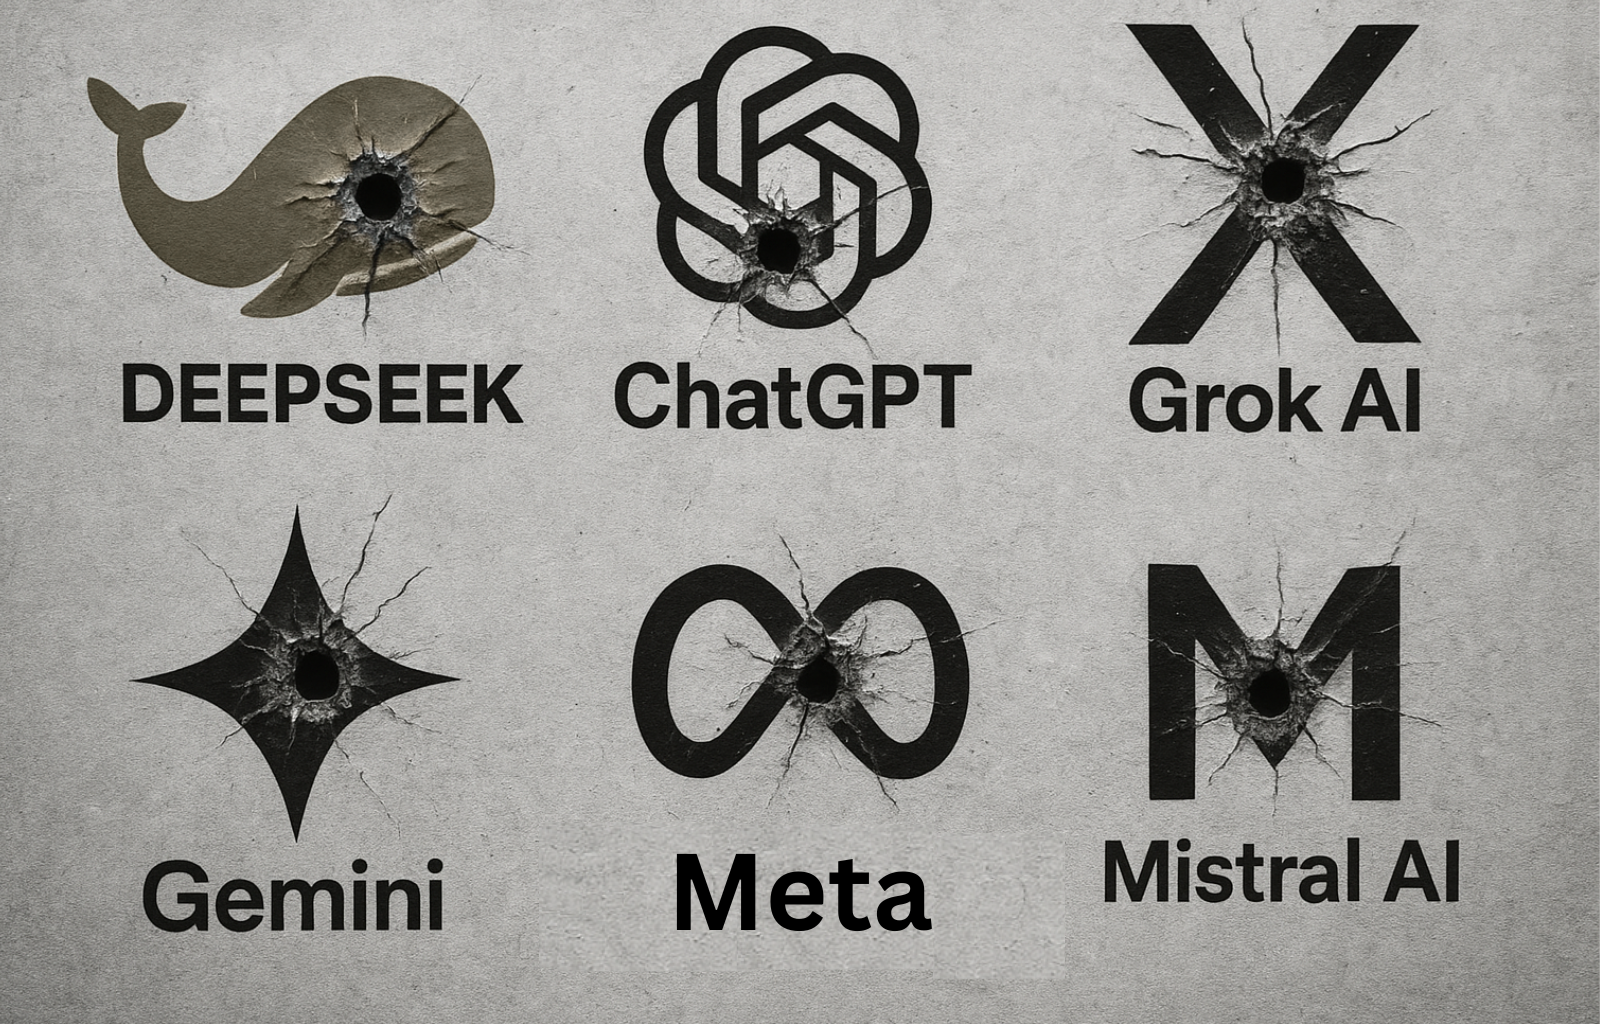 DEEPSEEK
ChatGPT
Grok AI
Gemini
Meta
Mistral AI